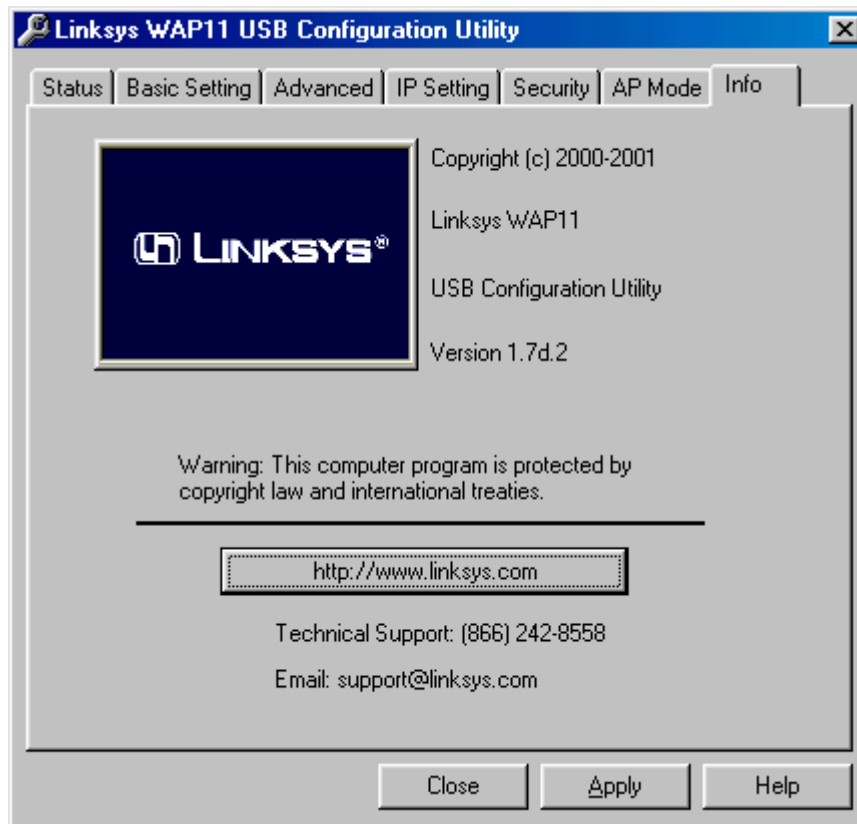 Linksys WAP11 USB Configuration Utility
Status Basic Setting Advanced IP Setting Security AP Mode Info
LINKSYS®
Copyright (c) 2000-2001
Linksys WAP11
USB Configuration Utility
Version 1.7d.2
Warning: This computer program is protected by
copyright law and international treaties.
http://www.linksys.com
Technical Support: (866) 242-8558
Email: support@linksys.com
Close Apply Help